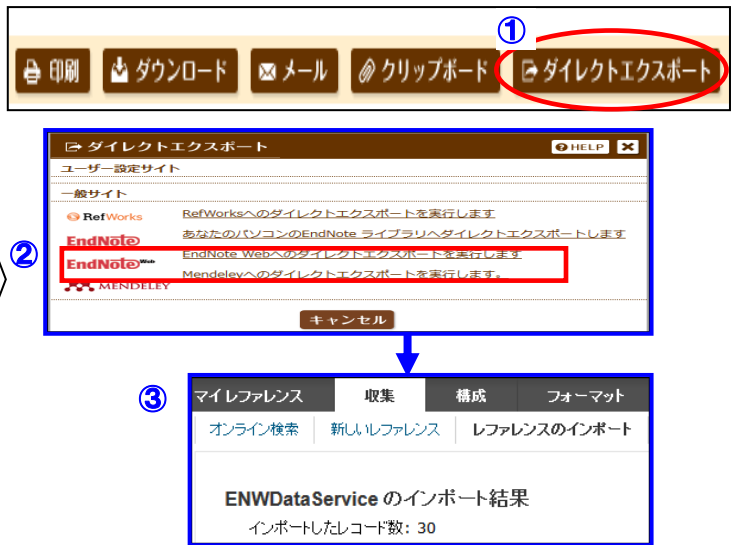 ①
印刷 ダウンロード メール クリップボード ダイレクトエクスポート
ダイレクトエクスポート HELP
ユーザー設定サイト
一般サイト
RefWorks RefWorksへのダイレクトエクスポートを実行します
EndNote あなたのパソコンのEndNote ライブラリへダイレクトエクスポートします
②
EndNote Web EndNote Webへのダイレクトエクスポートを実行します
MENDELEY Mendeleyへのダイレクトエクスポートを実行します。
キャンセル
③
マイレファレンス 収集 構成 フォーマット
オンライン検索 新しいレファレンス レファレンスのインポート
ENWDataService のインポート結果
インポートしたレコード数: 30